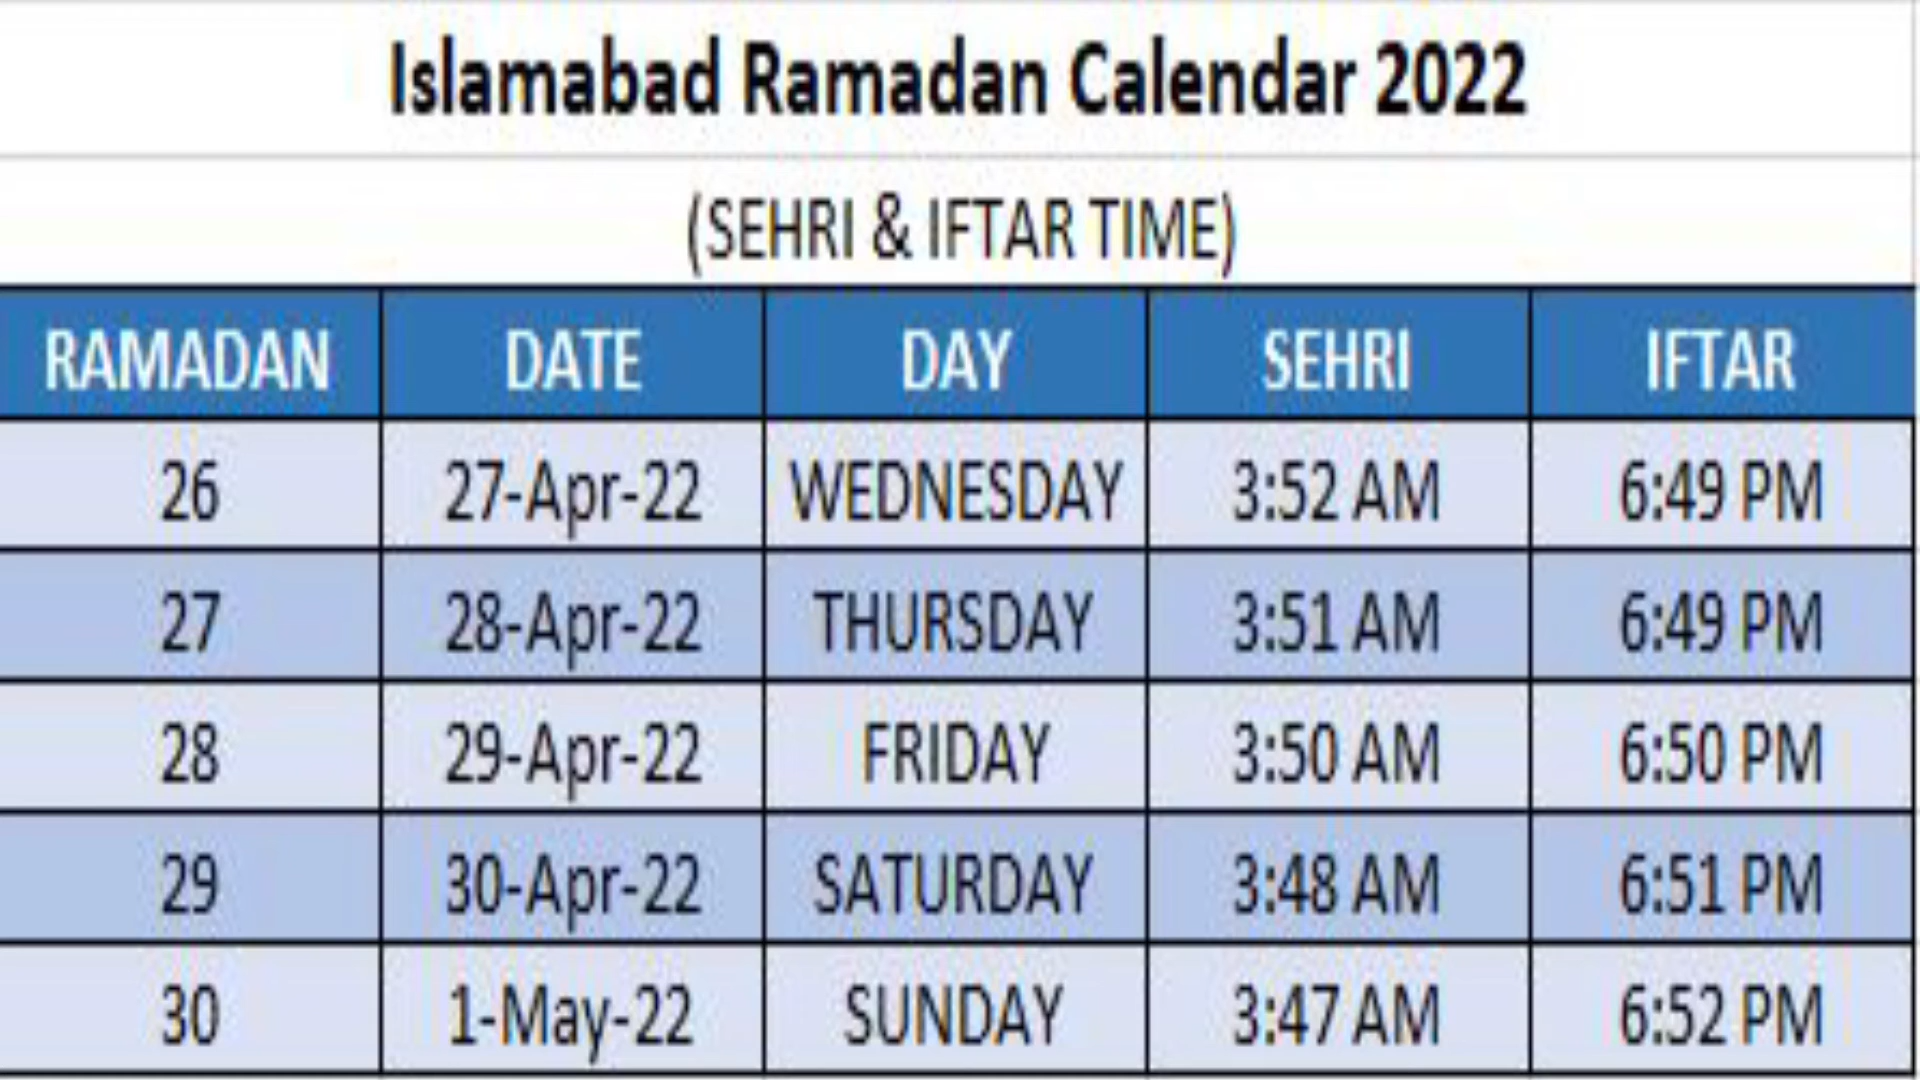 Islamabad Ramadan Calendar 2022
(SEHRI & IFTAR TIME)
RAMADAN DATE DAY SEHRI IFTAR
26 27-Apr-22 WEDNESDAY 3:52 AM 6:49 PM
27 28-Apr-22 THURSDAY 3:51 AM 6:49 PM
28 29-Apr-22 FRIDAY 3:50 AM 6:50 PM
29 30-Apr-22 SATURDAY 3:48 AM 6:51 PM
30 1-May-22 SUNDAY 3:47 AM 6:52 PM